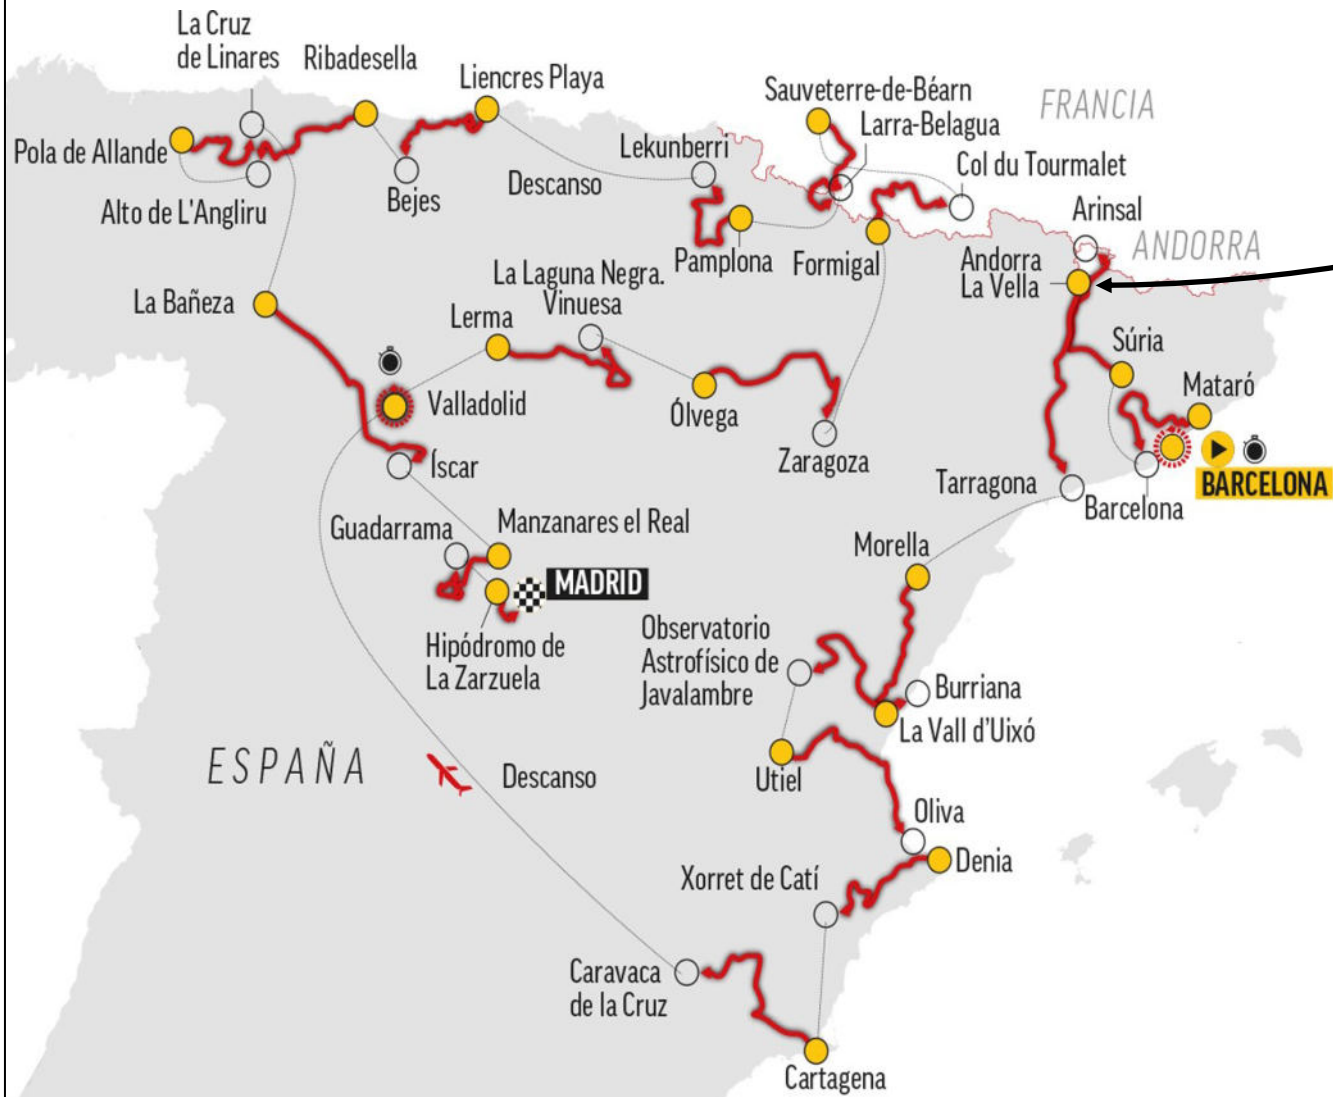 La Cruz
de Linares
Ribadesella
Liencres Playa
Sauveterre-de-Béarn
FRANCIA
Larra-Belagua
Pola de Allande
Lekunberri
Col du Tourmalet
Bejes
Descanso
Alto de L'Angliru
Arinsal
ANDORRA
Pamplona
Formigal
Andorra
La Vella
La Bañeza
La Laguna Negra.
Vinuesa
Lerma
Súria
Mataró
Valladolid
Ólvega
Zaragoza
Íscar
Tarragona
Barcelona
BARCELONA
Guadarrama
Manzanares el Real
Morella
MADRID
Hipódromo de
La Zarzuela
Observatorio
Astrofísico de
Javalambre
Burriana
La Vall d'Uixó
ESPAÑA
Descanso
Utiel
Oliva
Denia
Xorret de Catí
Caravaca
de la Cruz
Cartagena